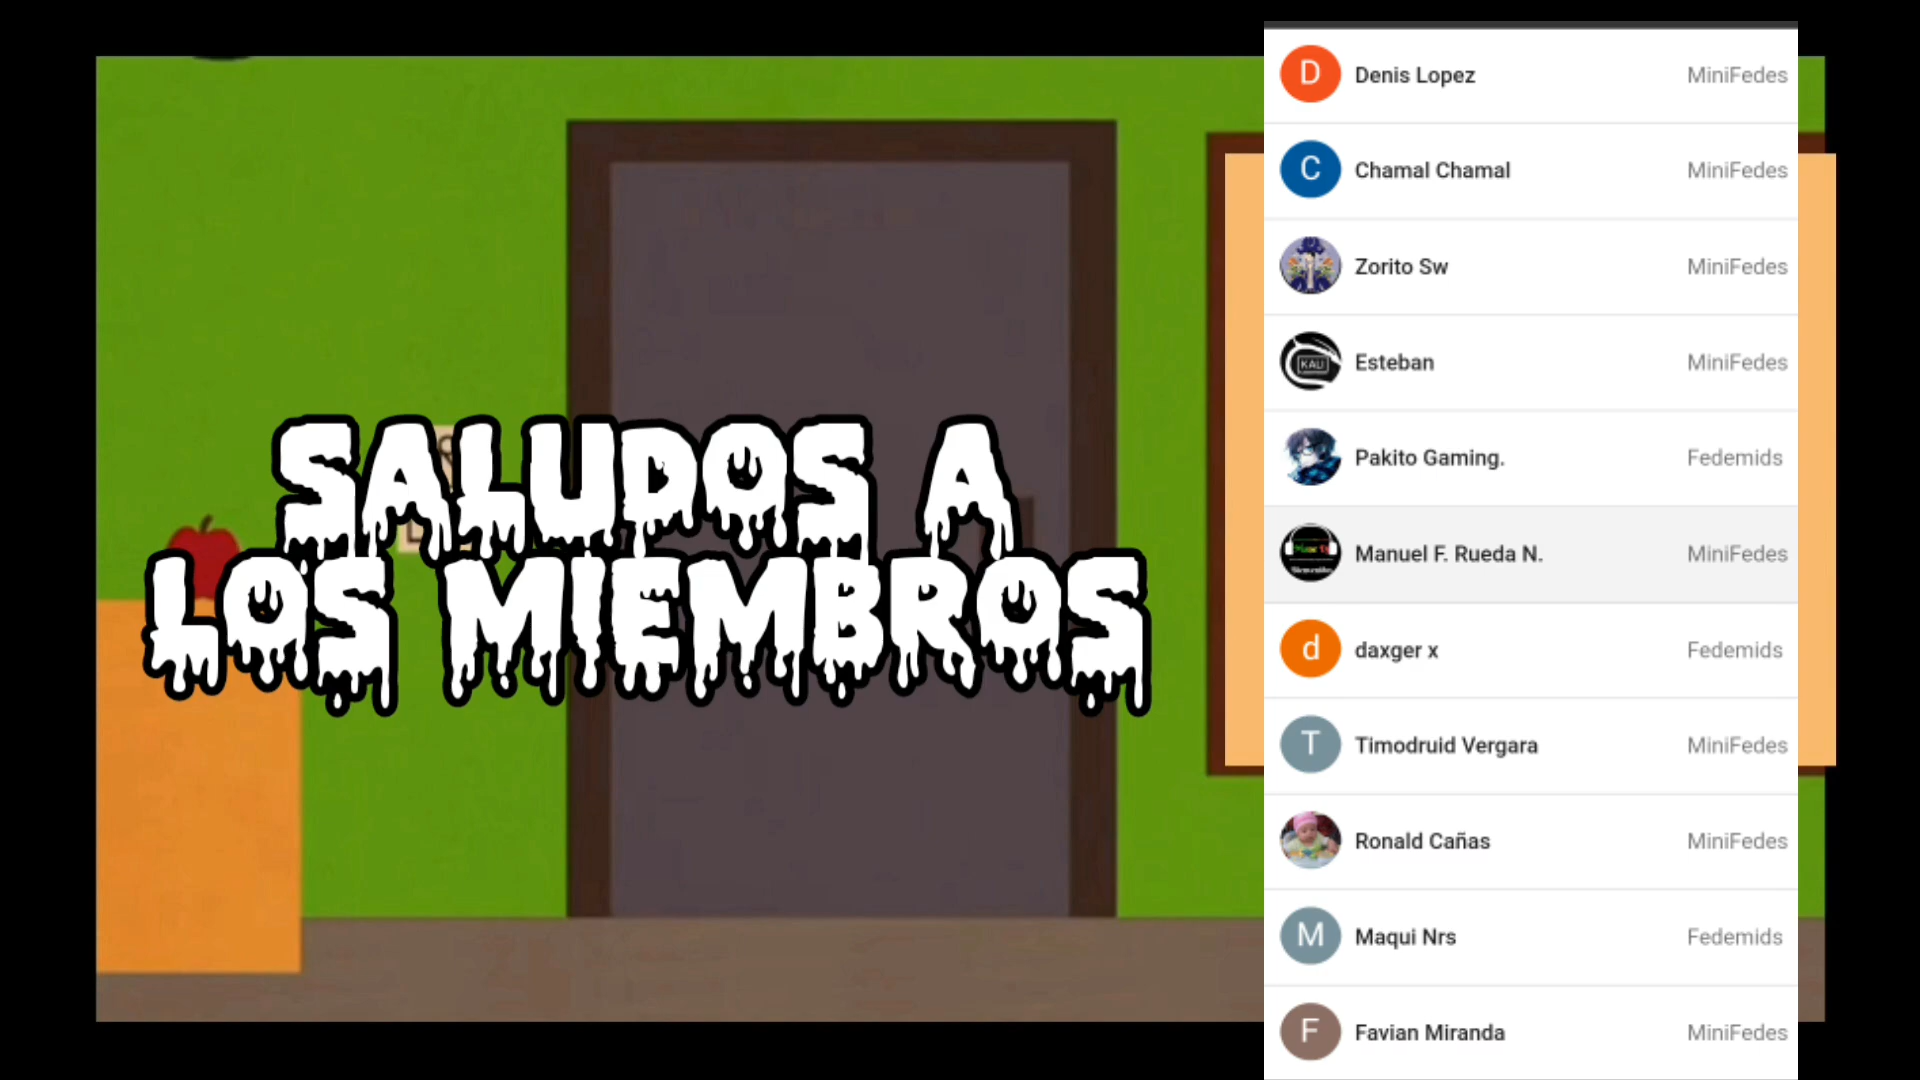 SALUDOS A
LOS MIEMBROS
D Denis Lopez MiniFedes
C Chamal Chamal MiniFedes
Zorito Sw MiniFedes
KALI Esteban MiniFedes
Pakito Gaming. Fedemids
Manuel F. Rueda N. MiniFedes
d daxger x Fedemids
T Timodruid Vergara MiniFedes
Ronald Cañas MiniFedes
M Maqui Nrs Fedemids
F Favian Miranda MiniFedes